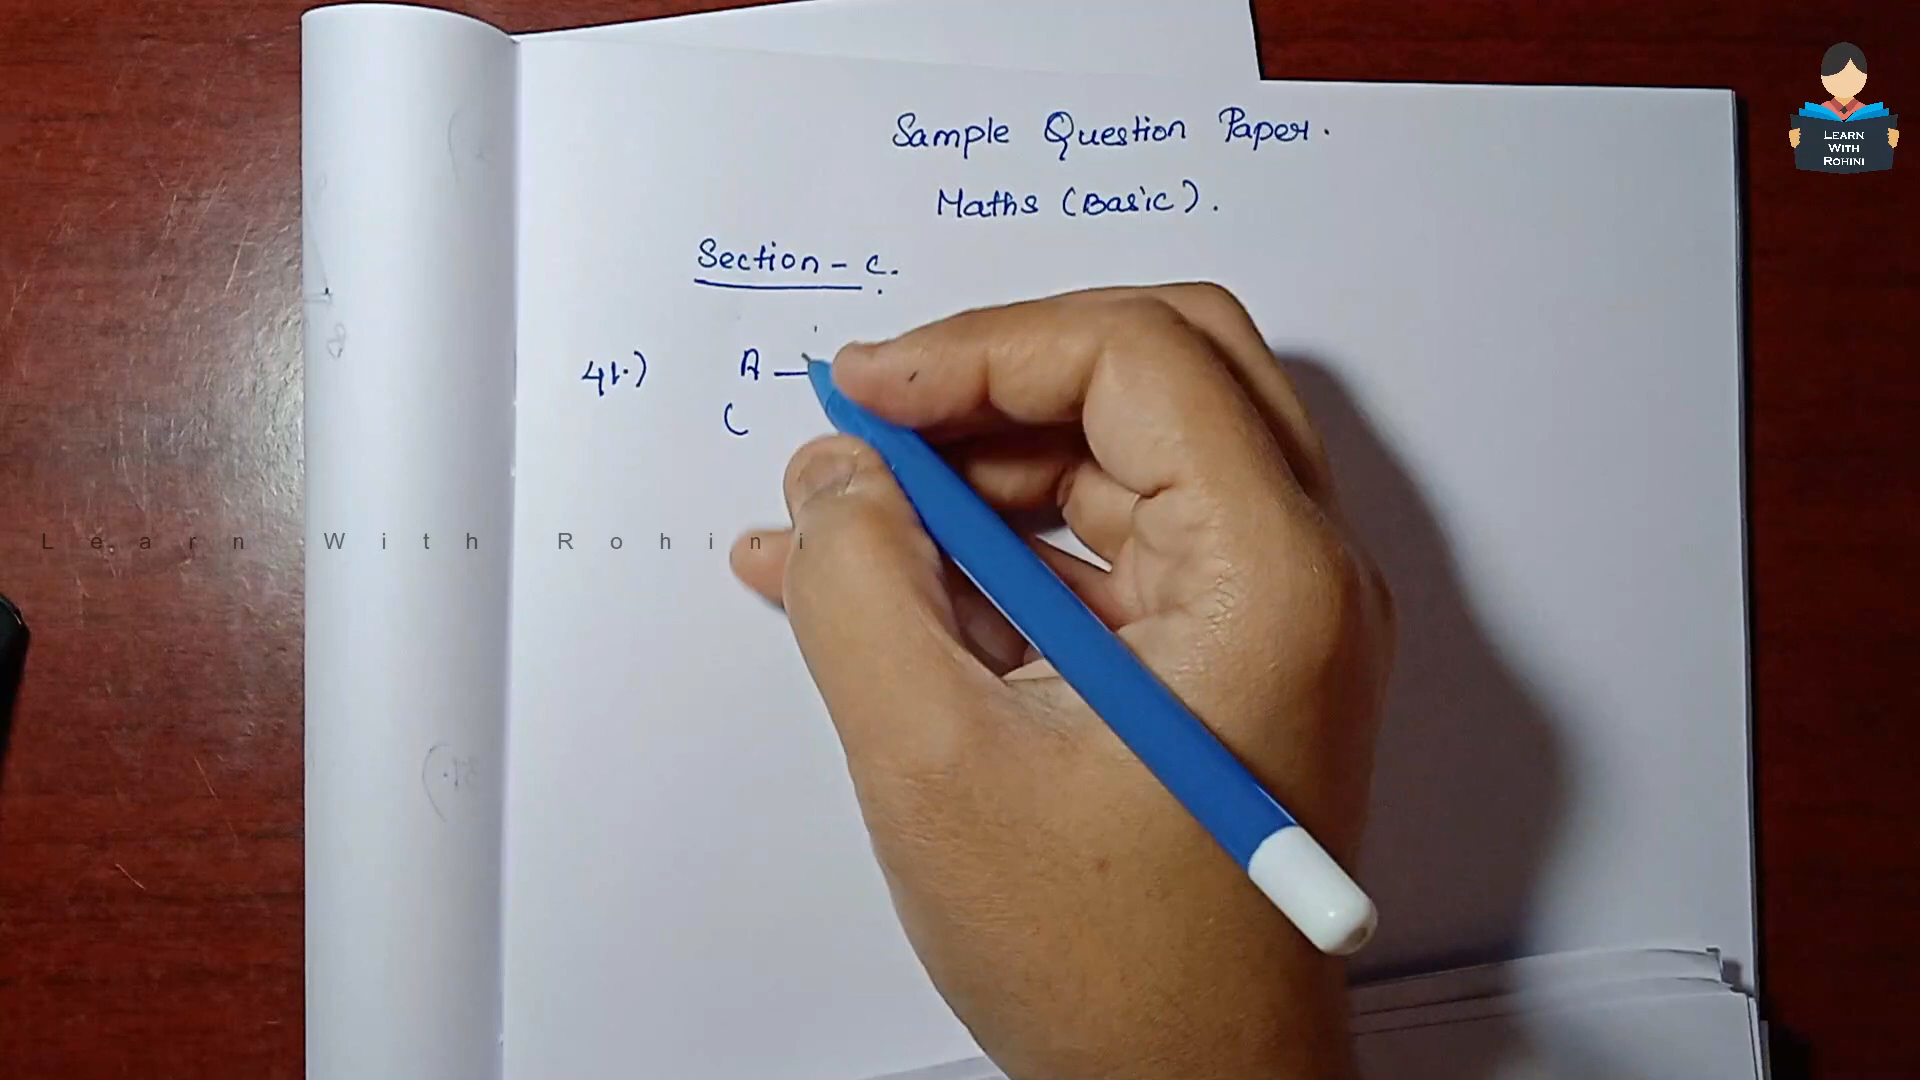 Sample Question Paper.
Maths (Basic).
Section - C.
41.) A —
(
LEARN
WITH
ROHINI
Learn With Rohini